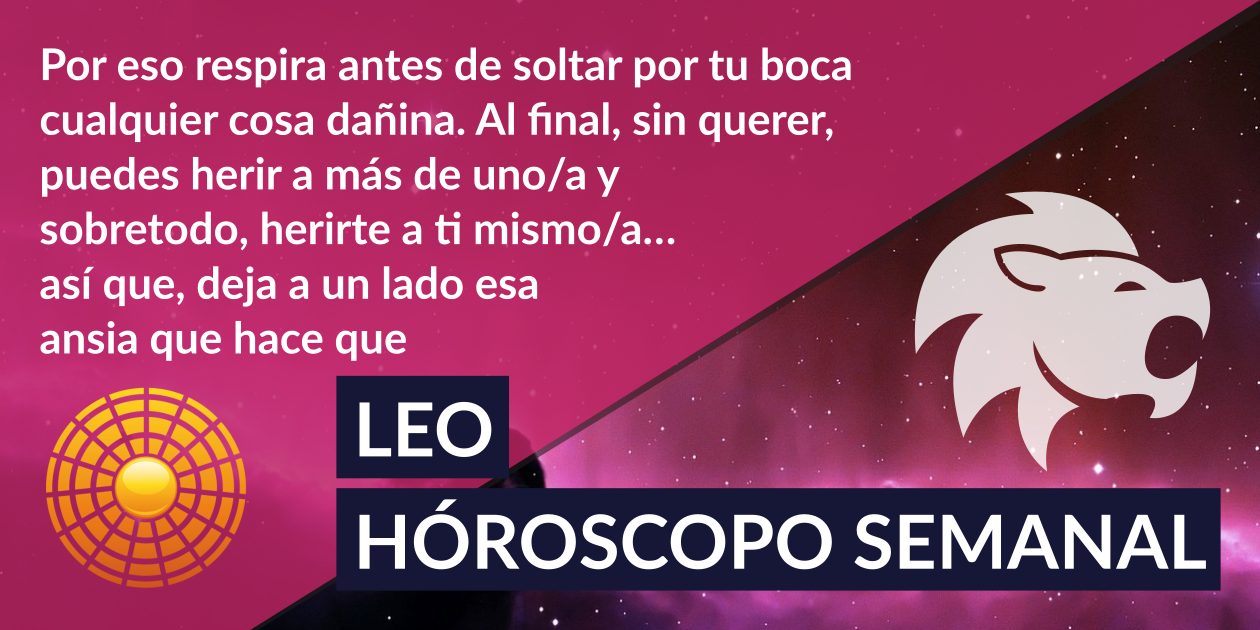 Por eso respira antes de soltar por tu boca
cualquier cosa dañina. Al final, sin querer,
puedes herir a más de uno/a y
sobretodo, herirte a ti mismo/a...
así que, deja a un lado esa
ansia que hace que
LEO
HÓROSCOPO SEMANAL